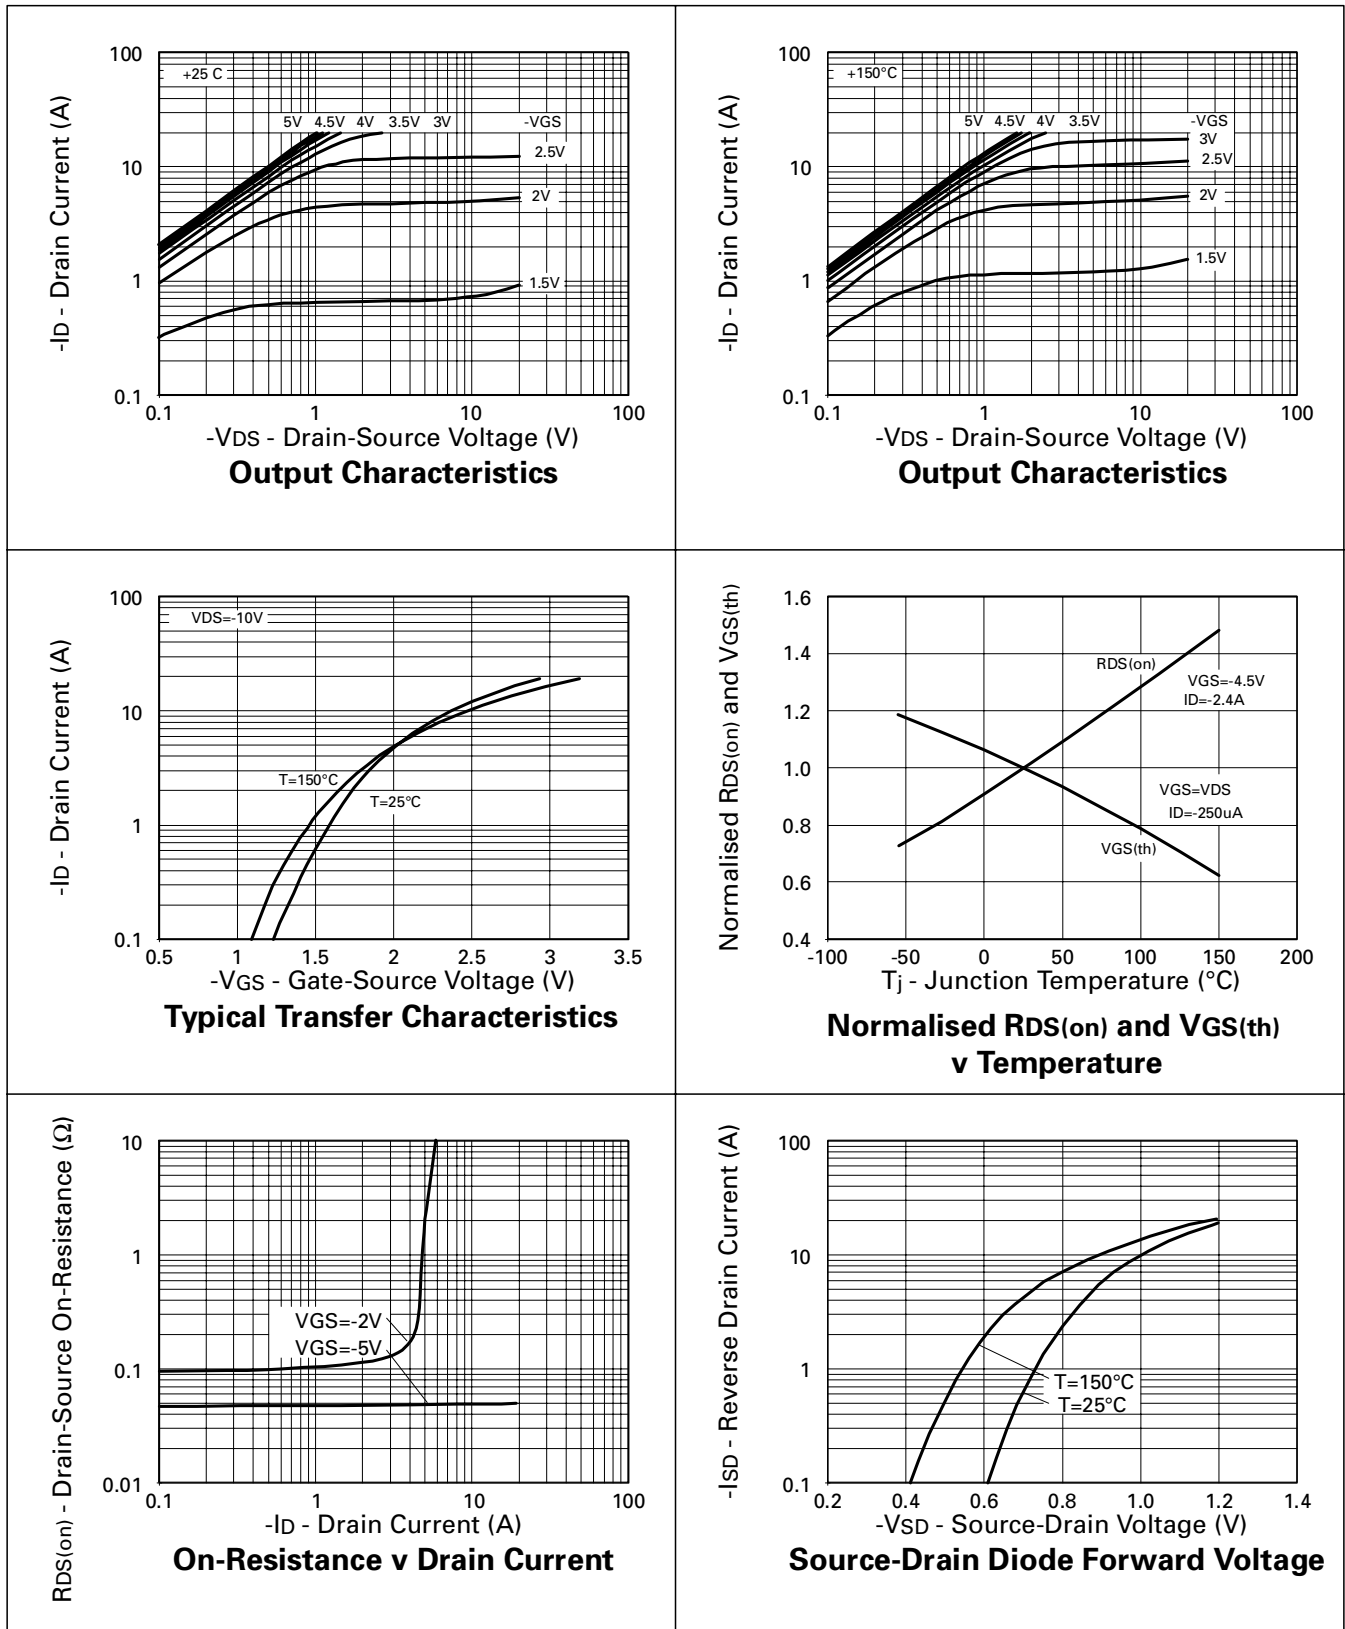 100
10
1
0.1
-ID - Drain Current (A)
+25 C
5V 4.5V 4V 3.5V 3V -VGS
2.5V
2V
1.5V
0.1 1 10 100
-VDS - Drain-Source Voltage (V)
Output Characteristics
100
10
1
0.1
-ID - Drain Current (A)
+150°C
5V 4.5V 4V 3.5V -VGS
3V
2.5V
2V
1.5V
0.1 1 10 100
-VDS - Drain-Source Voltage (V)
Output Characteristics
100
10
1
0.1
-ID - Drain Current (A)
VDS=-10V
T=150°C
T=25°C
0.5 1 1.5 2 2.5 3 3.5
-VGS - Gate-Source Voltage (V)
Typical Transfer Characteristics
1.6
1.4
1.2
1.0
0.8
0.6
0.4
Normalised RDS(on) and VGS(th)
RDS(on)
VGS=-4.5V
ID=-2.4A
VGS=VDS
ID=-250uA
VGS(th)
-100 -50 0 50 100 150 200
Tj - Junction Temperature (°C)
Normalised RDS(on) and VGS(th)
v Temperature
10
1
0.1
0.01
RDS(on) - Drain-Source On-Resistance (Ω)
VGS=-2V
VGS=-5V
0.1 1 10 100
-ID - Drain Current (A)
On-Resistance v Drain Current
100
10
1
0.1
-ISD - Reverse Drain Current (A)
T=150°C
T=25°C
0.2 0.4 0.6 0.8 1.0 1.2 1.4
-VSD - Source-Drain Voltage (V)
Source-Drain Diode Forward Voltage